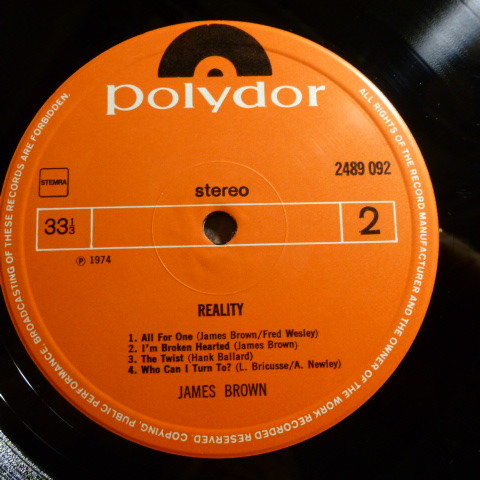 polydor
STEMRA
stereo
2489 092
33⅓
2
℗ 1974
REALITY
1. All For One (James Brown/Fred Wesley)
2. I'm Broken Hearted (James Brown)
3. The Twist (Hank Ballard)
4. Who Can I Turn To? (L. Bricusse/A. Newley)
JAMES BROWN
ALL RIGHTS OF THE RECORD MANUFACTURER AND THE OWNER OF THE WORK RECORDED RESERVED. COPYING, PUBLIC PERFORMANCE, BROADCASTING OF THESE RECORDS ARE FORBIDDEN.